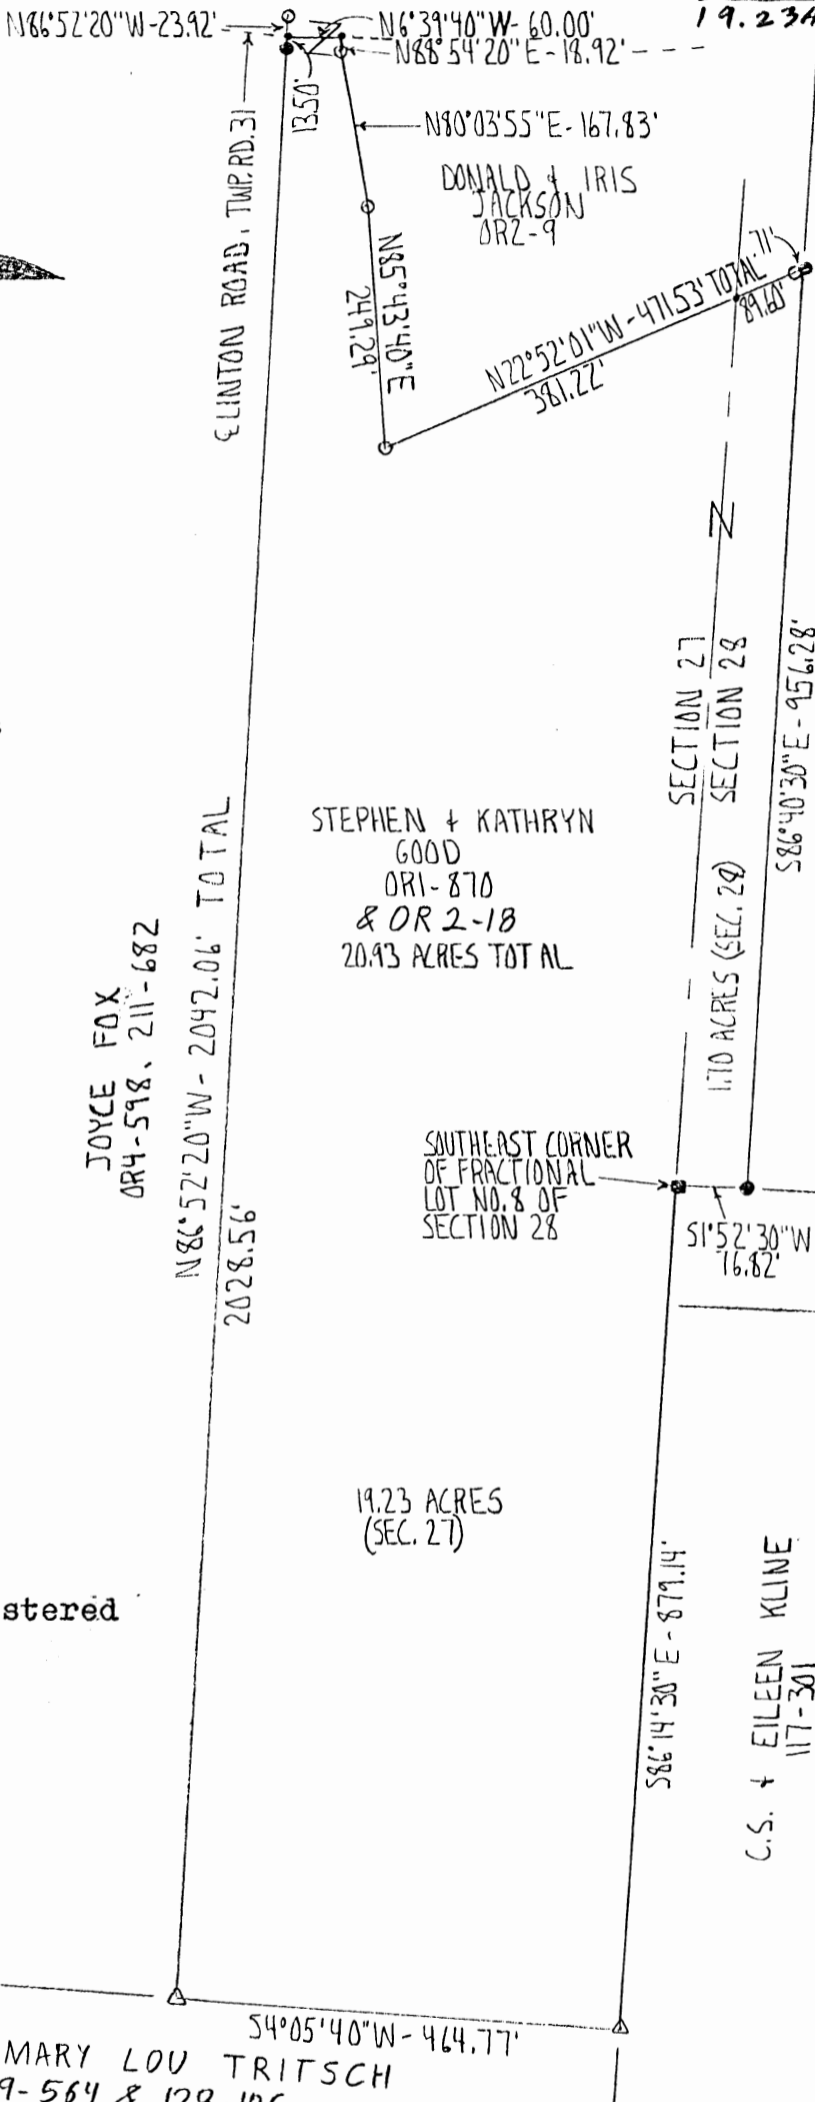 N86°52'20"W-23.92'
N6°39'40"W-60.00'
19.23A
N88°54'20"E-18.92'
13.50'
N80°03'55"E-167.83'
DONALD & IRIS
JACKSON
OR2-9
℄ LINTON ROAD, TWP. RD. 31
N85°43'40"E
249.29'
N22°52'01"W-471.53' TOTAL
381.22'
.71'
89.60'
SECTION 27
SECTION 28
S86°40'30"E-956.28'
STEPHEN & KATHRYN
GOOD
OR1-870
& OR 2-18
20.93 ACRES TOTAL
1.70 ACRES (SEC. 28)
JOYCE FOX
OR4-598, 211-682
N86°52'20"W-2042.06' TOTAL
2028.56'
SOUTHEAST CORNER
OF FRACTIONAL
LOT NO. 8 OF
SECTION 28
S1°52'30"W
76.82'
19.23 ACRES
(SEC. 27)
stered
S86°14'30"E-879.14'
C.S. & EILEEN KLINE
117-301
S4°05'40"W-464.77'
MARY LOU TRITSCH
9-564 &